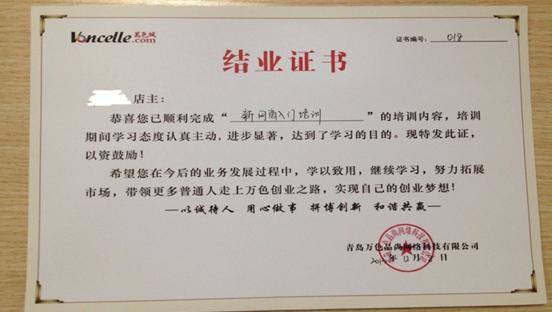 Voncelle 万色城
.com
证书编号: 018
结业证书
店主:
恭喜您已顺利完成“ 新网商入门培训 ”的培训内容,培训
期间学习态度认真主动,进步显著,达到了学习的目的。现特发此证,
以资鼓励!
希望您在今后的业务发展过程中,学以致用,继续学习,努力拓展
市场,带领更多普通人走上万色创业之路,实现自己的创业梦想!
—以诚待人 用心做事 拼博创新 和谐共赢—
青岛万色品尚网络科技有限公司
年12月 日